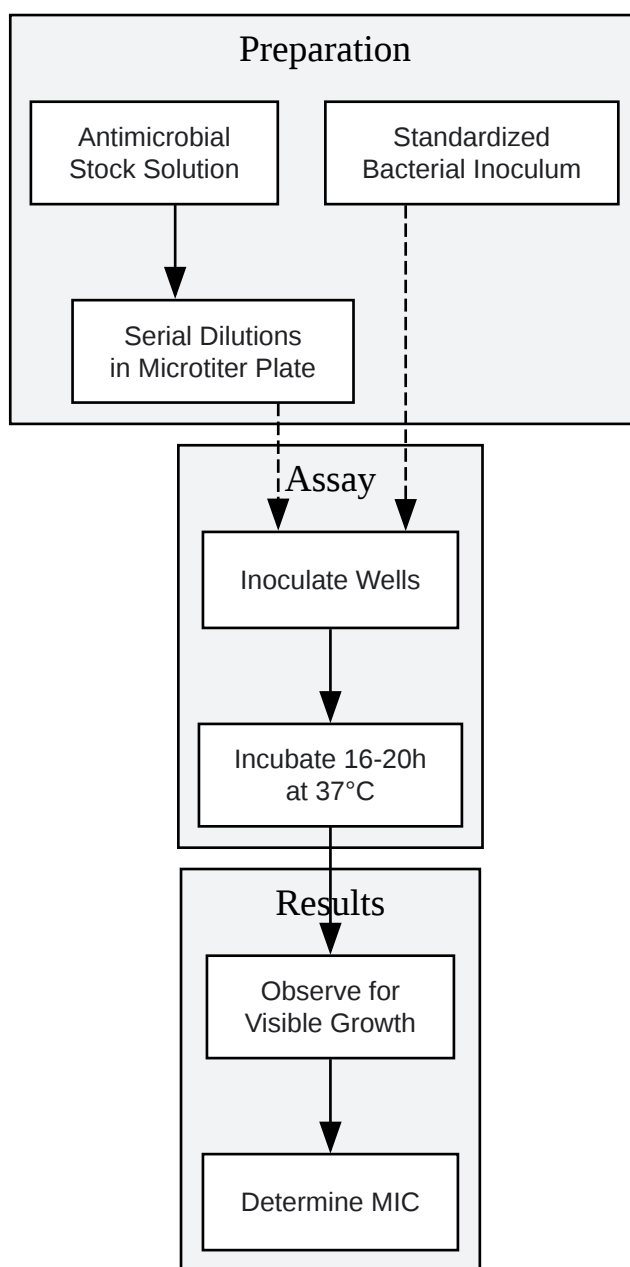 Preparation
Antimicrobial
Stock Solution
Standardized
Bacterial Inoculum
Serial Dilutions
in Microtiter Plate
Assay
Inoculate Wells
Incubate 16-20h
at 37°C
Results
Observe for
Visible Growth
Determine MIC